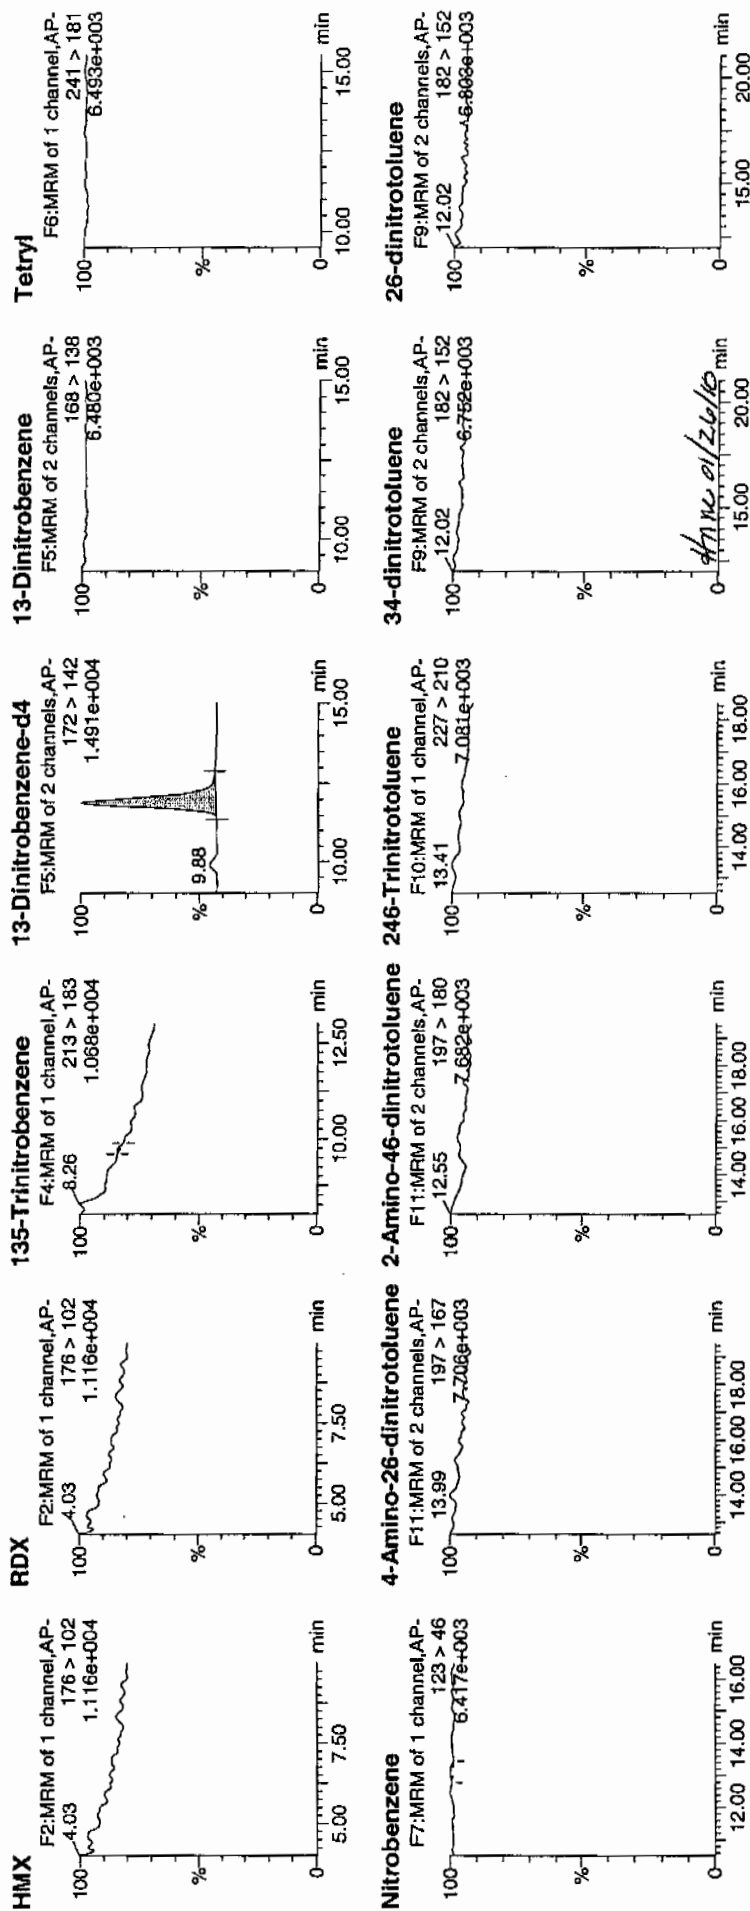 HMX
F2:MRM of 1 channel,AP-
176 > 102
1.116e+004
100
4.03
%
0
5.00 7.50 min
RDX
F2:MRM of 1 channel,AP-
176 > 102
1.116e+004
100
4.03
%
0
5.00 7.50 min
135-Trinitrobenzene
F4:MRM of 1 channel,AP-
213 > 183
1.068e+004
100
8.26
%
0
10.00 12.50 min
13-Dinitrobenzene-d4
F5:MRM of 2 channels,AP-
172 > 142
1.491e+004
100
9.88
%
0
10.00 15.00 min
13-Dinitrobenzene
F5:MRM of 2 channels,AP-
168 > 138
6.480e+003
100
%
0
10.00 15.00 min
Tetryl
F6:MRM of 1 channel,AP-
241 > 181
6.493e+003
100
%
0
10.00 15.00 min
Nitrobenzene
F7:MRM of 1 channel,AP-
123 > 46
6.417e+003
100
%
0
12.00 14.00 16.00 min
4-Amino-26-dinitrotoluene
F11:MRM of 2 channels,AP-
197 > 167
7.706e+003
100
13.99
%
0
14.00 16.00 18.00 min
2-Amino-46-dinitrotoluene
F11:MRM of 2 channels,AP-
197 > 180
7.682e+003
100
12.55
%
0
14.00 16.00 18.00 min
246-Trinitrotoluene
F10:MRM of 1 channel,AP-
227 > 210
7.081e+003
100
13.41
%
0
14.00 16.00 18.00 min
34-dinitrotoluene
F9:MRM of 2 channels,AP-
182 > 152
6.752e+003
100
12.02
%
0
15.00 20.00 min
01/26/10
26-dinitrotoluene
F9:MRM of 2 channels,AP-
182 > 152
6.803e+003
100
12.02
%
0
15.00 20.00 min